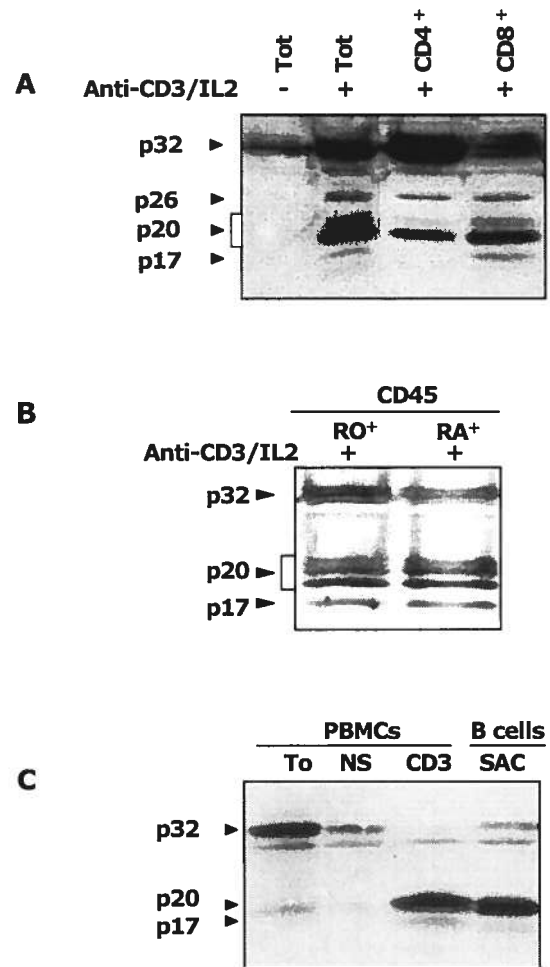 A
Tot Tot CD4+ CD8+
Anti-CD3/IL2 - + + +
p32
p26
p20
p17
B
CD45
RO+ RA+
Anti-CD3/IL2 + +
p32
p20
p17
C
PBMCs B cells
To NS CD3 SAC
p32
p20
p17